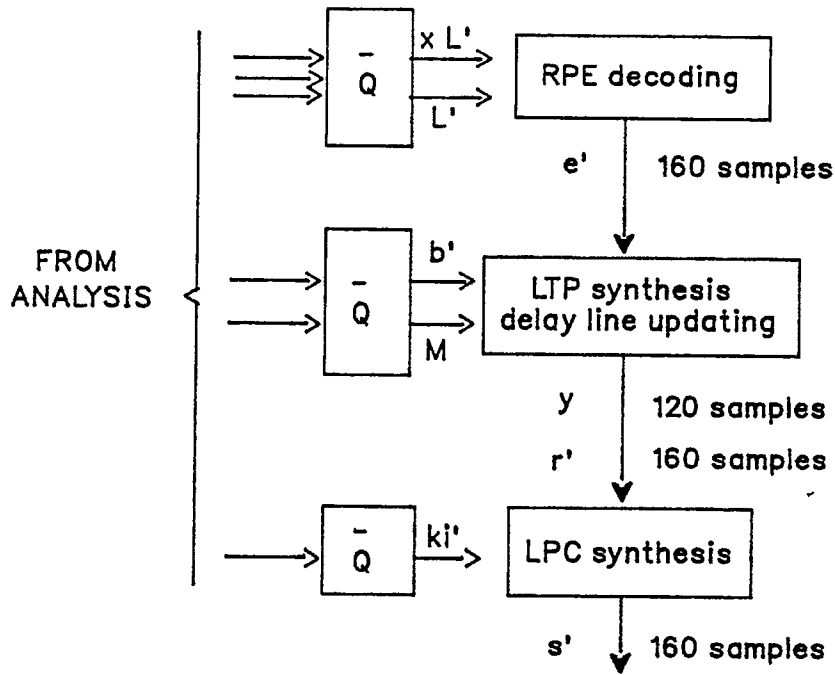 x L'
Q̄
RPE decoding
L'
e'
160 samples
FROM
ANALYSIS
b'
Q̄
LTP synthesis
delay line updating
M
y
120 samples
r'
160 samples
Q̄
ki'
LPC synthesis
s'
160 samples